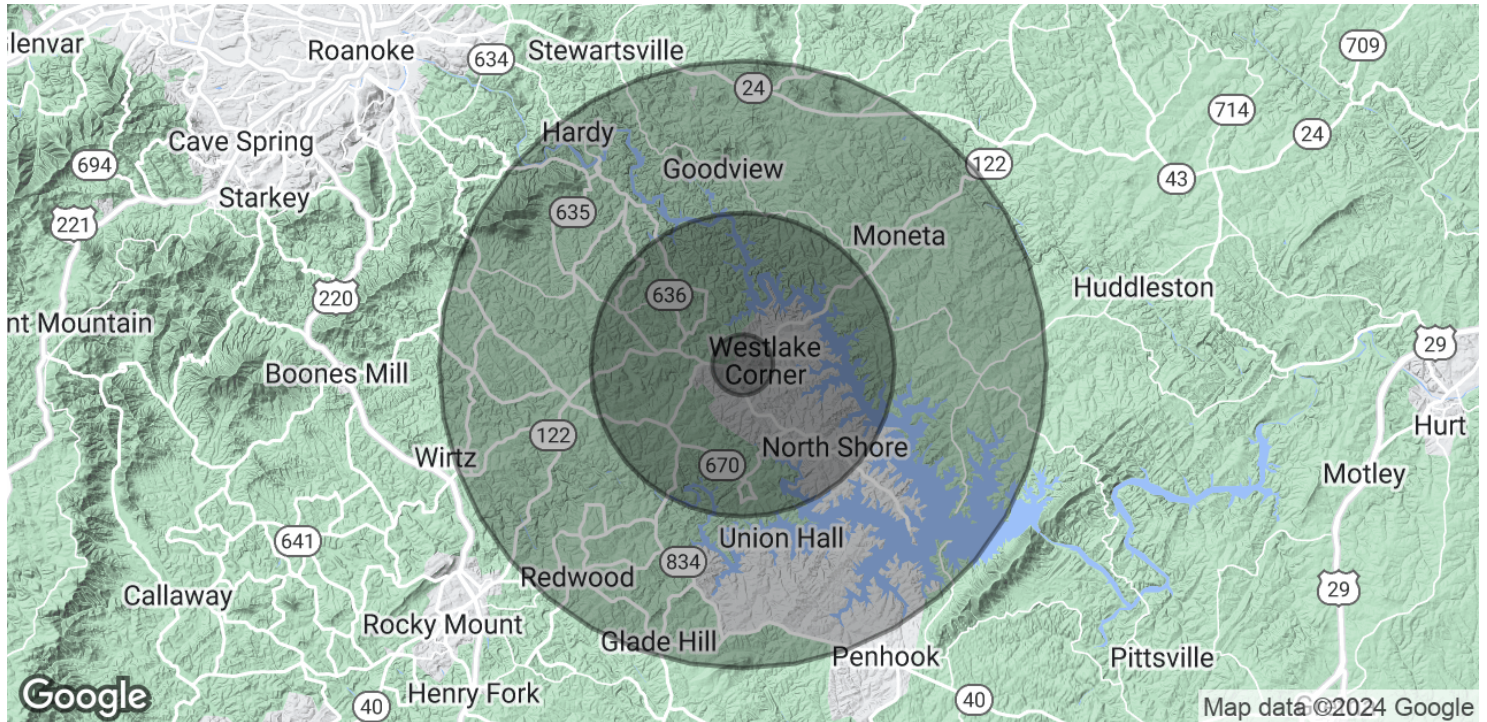 Glenvar
Roanoke
634
Stewartsville
709
24
714
24
Hardy
Cave Spring
694
Goodview
122
43
Starkey
221
635
Moneta
220
636
Huddleston
nt Mountain
29
Westlake
Corner
Boones Mill
Hurt
122
North Shore
Wirtz
670
Motley
641
Union Hall
834
Redwood
29
Callaway
Rocky Mount
Glade Hill
Penhook
Pittsville
Google
Henry Fork
40
40
Map data ©2024 Google